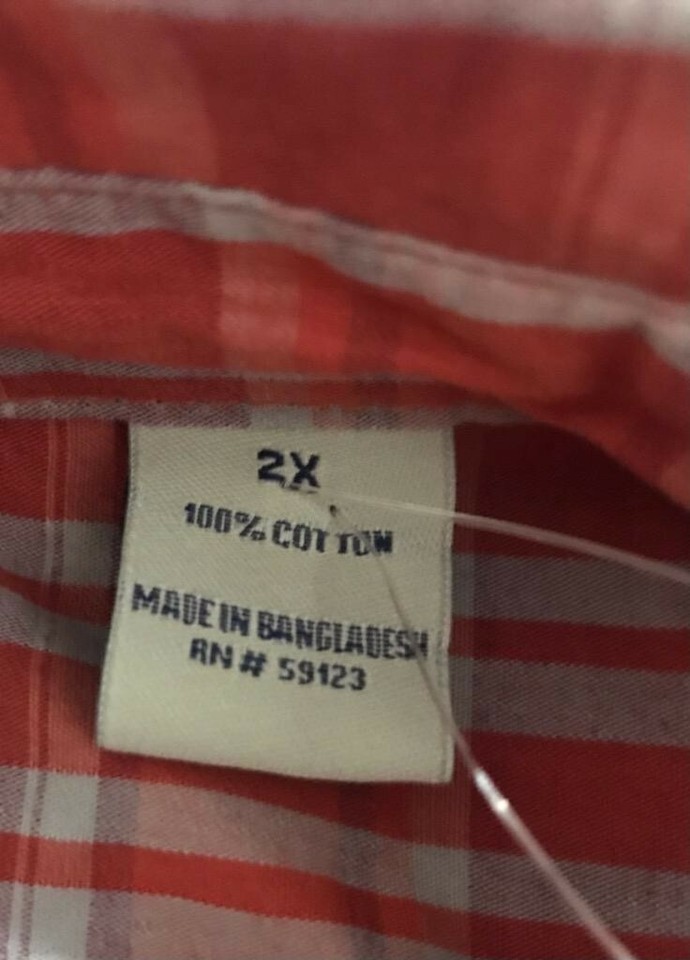 2X
100% COTTON
MADE IN BANGLADESH
RN # 59123